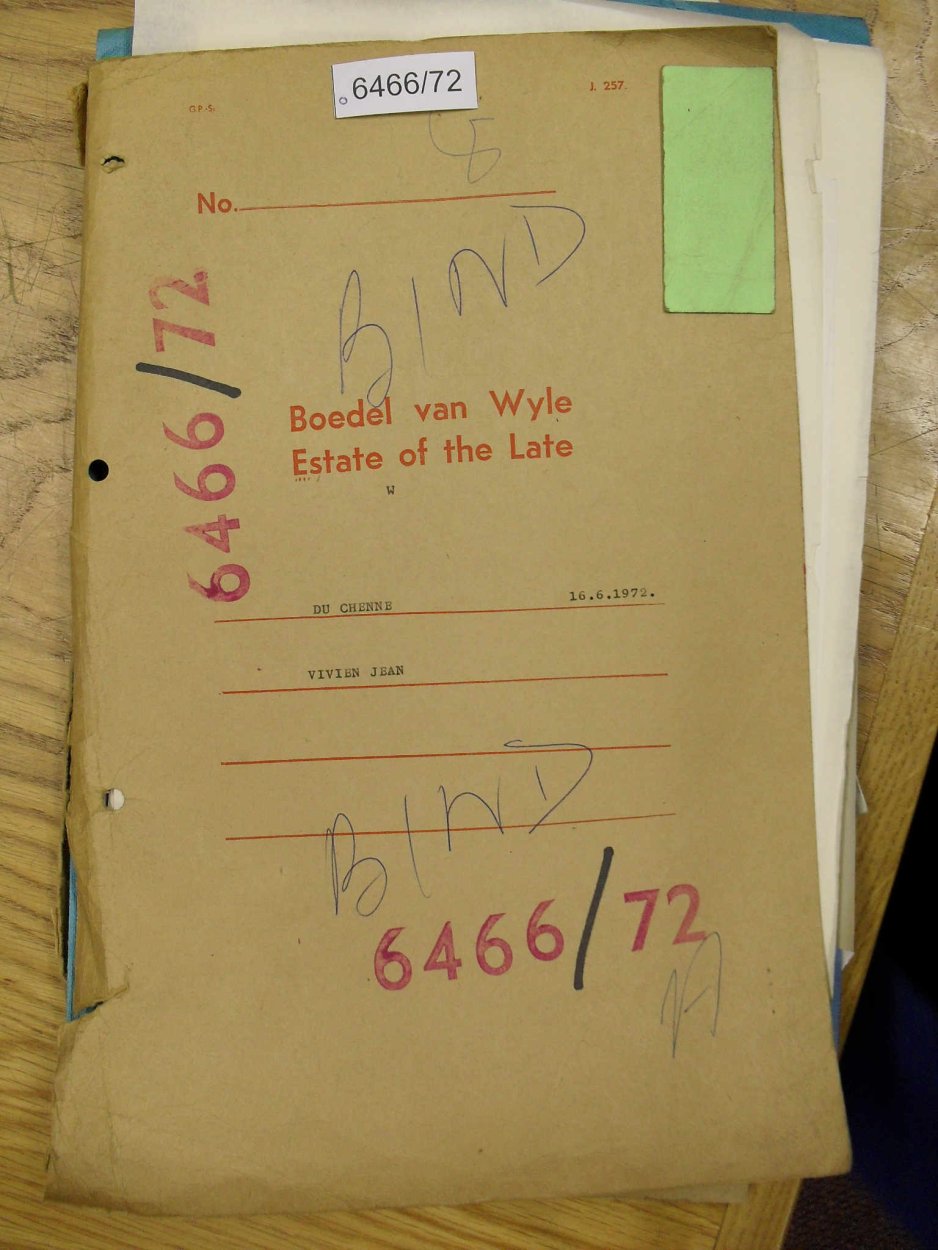 6466/72
G.P.-S.
J. 257.
8
No.
BIND
6466/72
Boedel van Wyle
Estate of the Late
W
DU CHENNE 16.6.1972.
VIVIEN JEAN
BIND
6466/72